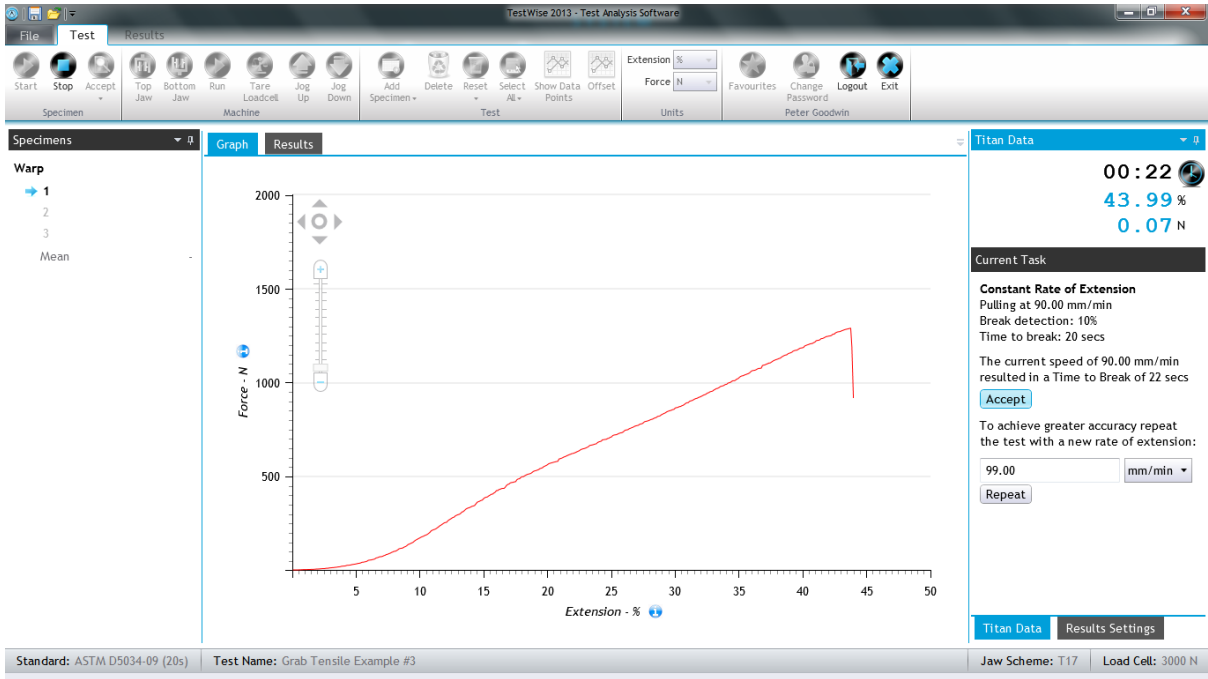 TestWise 2013 - Test Analysis Software
File Test Results
Start Stop Accept Top Jaw Bottom Jaw Run Tare Loadcell Jog Up Jog Down Add Specimen Delete Reset Select All Show Data Points Offset Extension % Force N Favourites Change Password Logout Exit
Specimen Machine Test Units Peter Goodwin
Specimens
Warp
1
2
3
Mean -
Graph Results
2000
1500
1000
500
Force - N
5 10 15 20 25 30 35 40 45 50
Extension - %
Titan Data
00:22
43.99 %
0.07 N
Current Task
Constant Rate of Extension
Pulling at 90.00 mm/min
Break detection: 10%
Time to break: 20 secs
The current speed of 90.00 mm/min
resulted in a Time to Break of 22 secs
Accept
To achieve greater accuracy repeat
the test with a new rate of extension:
99.00 mm/min
Repeat
Titan Data Results Settings
Standard: ASTM D5034-09 (20s) Test Name: Grab Tensile Example #3 Jaw Scheme: T17 Load Cell: 3000 N